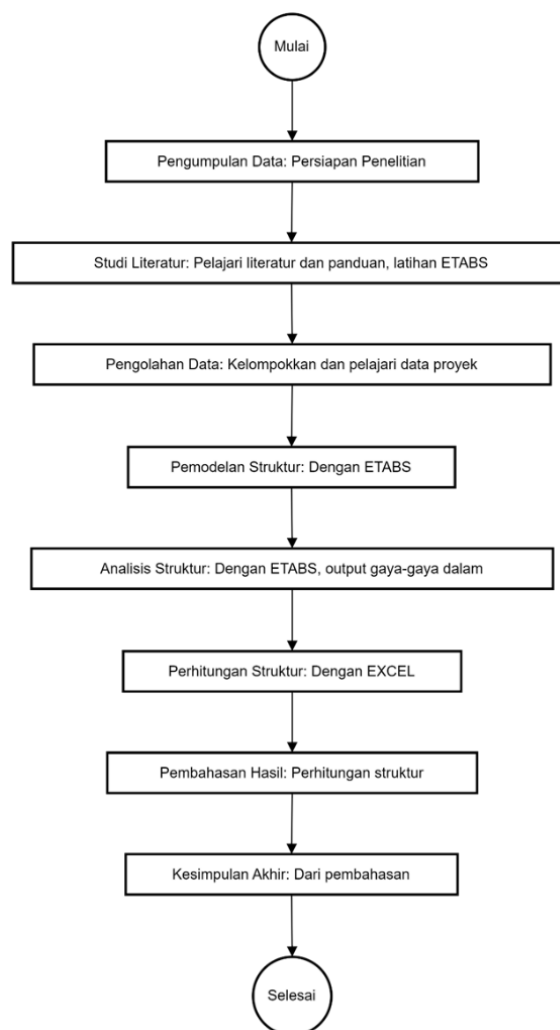 Mulai
Pengumpulan Data: Persiapan Penelitian
Studi Literatur: Pelajari literatur dan panduan, latihan ETABS
Pengolahan Data: Kelompokkan dan pelajari data proyek
Pemodelan Struktur: Dengan ETABS
Analisis Struktur: Dengan ETABS, output gaya-gaya dalam
Perhitungan Struktur: Dengan EXCEL
Pembahasan Hasil: Perhitungan struktur
Kesimpulan Akhir: Dari pembahasan
Selesai